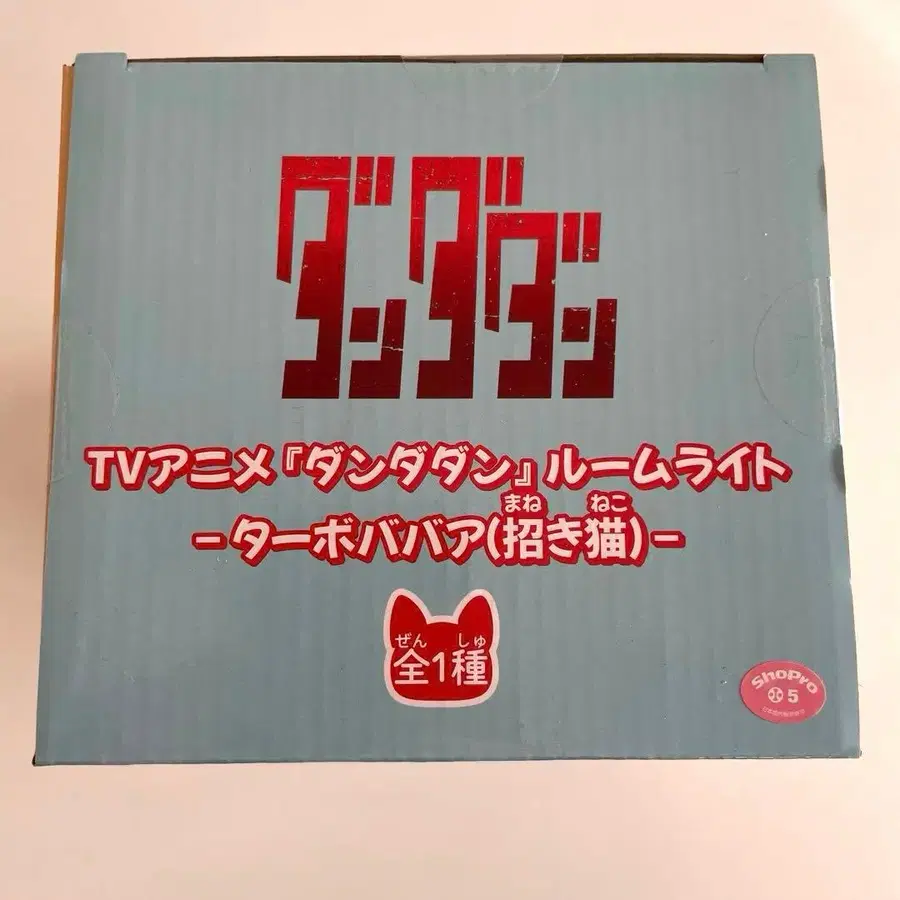 ダンダダン
TVアニメ『ダンダダン』ルームライト
まね ねこ
-ターボババア(招き猫)-
ぜん しゅ
全1種
ShoPro
5